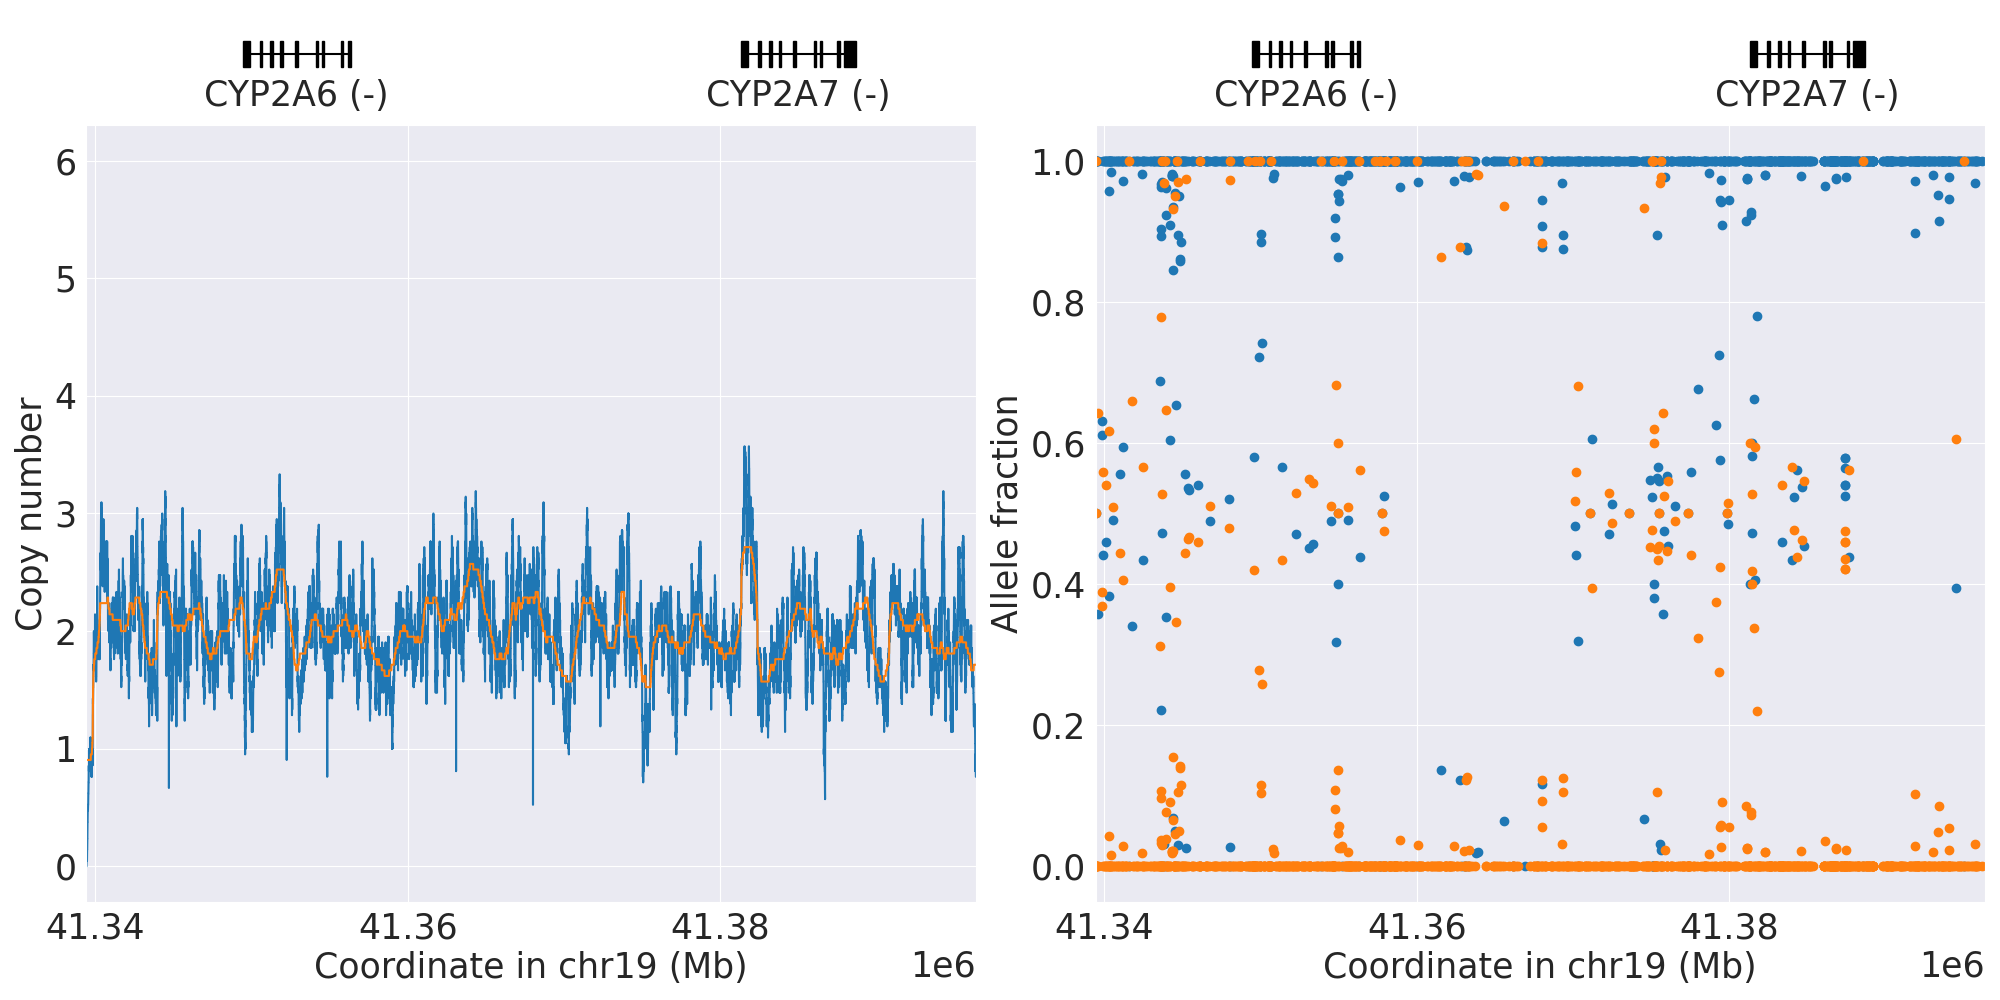 CYP2A6 (-)
CYP2A7 (-)
6
5
4
3
2
1
0
Copy number
41.34
41.36
41.38
Coordinate in chr19 (Mb)
1e6
CYP2A6 (-)
CYP2A7 (-)
1.0
0.8
0.6
0.4
0.2
0.0
Allele fraction
41.34
41.36
41.38
Coordinate in chr19 (Mb)
1e6